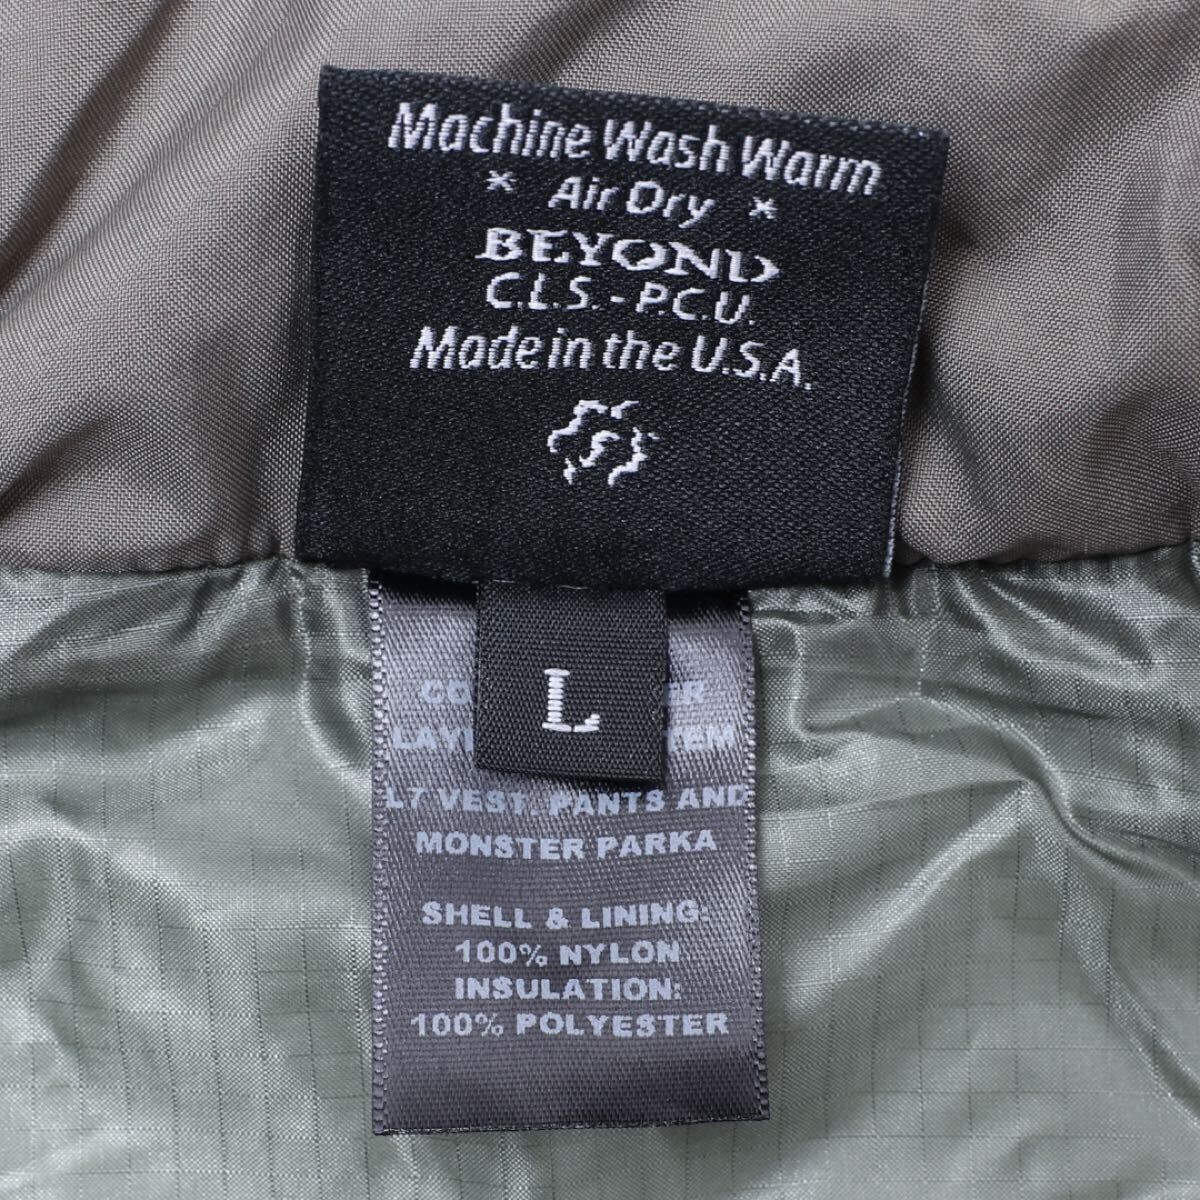 Machine Wash Warm
* Air Dry *
BEYOND
C.L.S. - P.C.U.
Made in the U.S.A.
L
L7 VEST, PANTS AND
MONSTER PARKA
SHELL & LINING:
100% NYLON
INSULATION:
100% POLYESTER